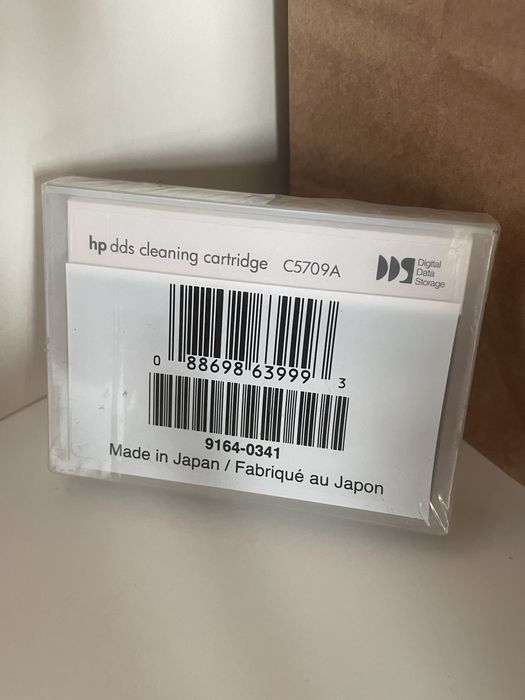 hp dds cleaning cartridge C5709A
Digital
Data
Storage
0 88698 63999 3
9164-0341
Made in Japan / Fabriqué au Japon